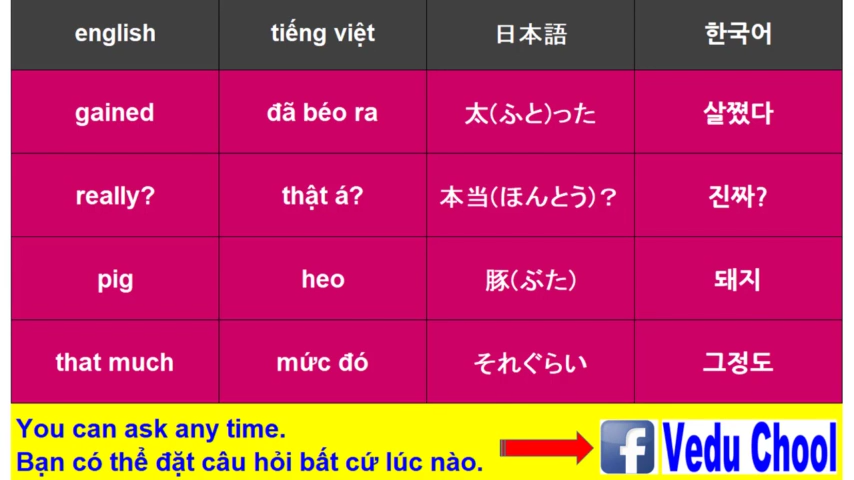 english tiếng việt 日本語 한국어
gained đã béo ra 太(ふと)った 살쪘다
really? thật á? 本当(ほんとう)? 진짜?
pig heo 豚(ぶた) 돼지
that much mức đó それぐらい 그정도
You can ask any time.
Bạn có thể đặt câu hỏi bất cứ lúc nào.
f Vedu Chool